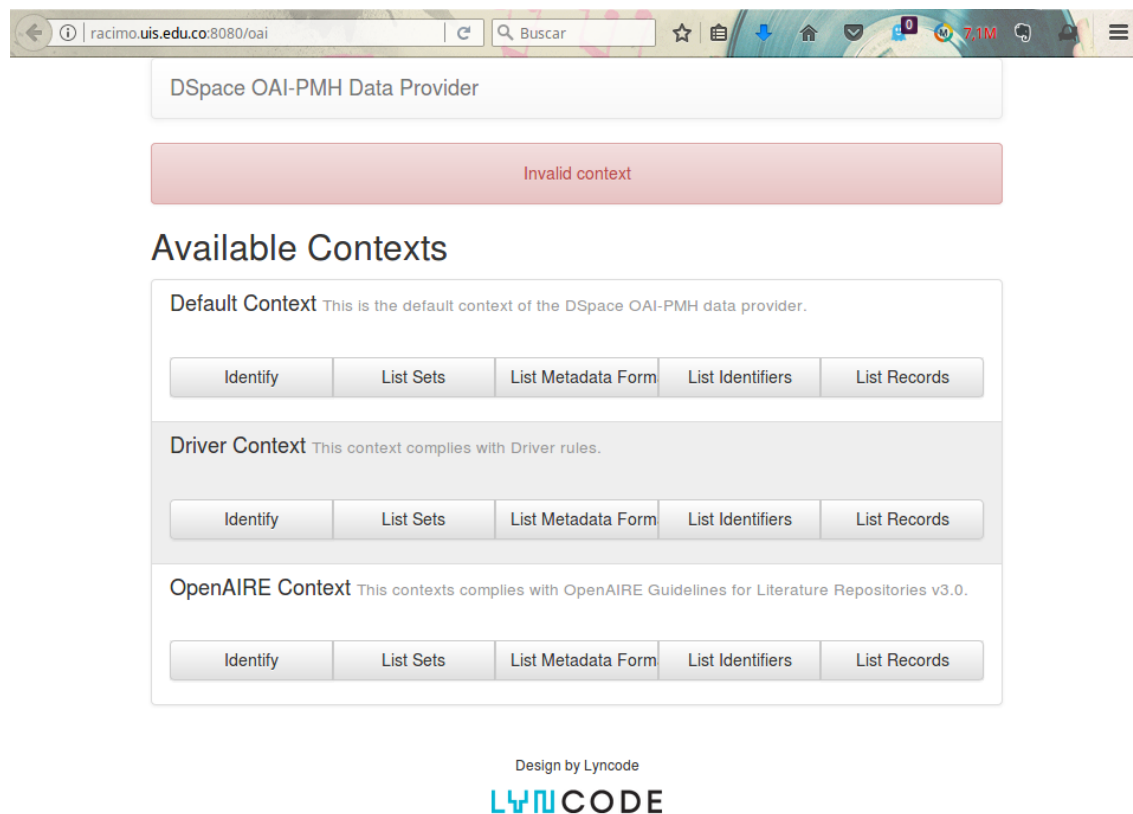 racimo.uis.edu.co:8080/oai Buscar 0 7.1M
DSpace OAI-PMH Data Provider
Invalid context
Available Contexts
Default Context This is the default context of the DSpace OAI-PMH data provider.
Identify List Sets List Metadata Form List Identifiers List Records
Driver Context This context complies with Driver rules.
Identify List Sets List Metadata Form List Identifiers List Records
OpenAIRE Context This contexts complies with OpenAIRE Guidelines for Literature Repositories v3.0.
Identify List Sets List Metadata Form List Identifiers List Records
Design by Lyncode
LYNCODE